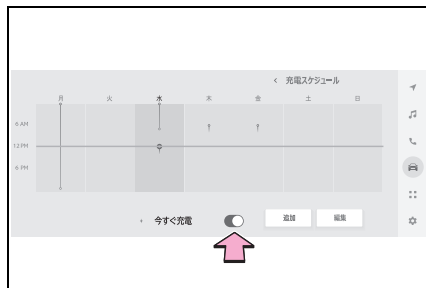 < 充電スケジュール
月 火 水 木 金 土 日
6 AM
12 PM
6 PM
今すぐ充電 追加 編集